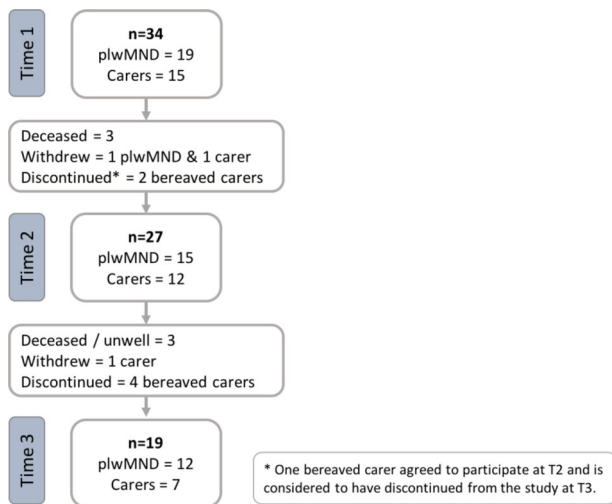 Time 1
n=34
plwMND = 19
Carers = 15
Deceased = 3
Withdrew = 1 plwMND & 1 carer
Discontinued* = 2 bereaved carers
Time 2
n=27
plwMND = 15
Carers = 12
Deceased / unwell = 3
Withdrew = 1 carer
Discontinued = 4 bereaved carers
Time 3
n=19
plwMND = 12
Carers = 7
* One bereaved carer agreed to participate at T2 and is
considered to have discontinued from the study at T3.